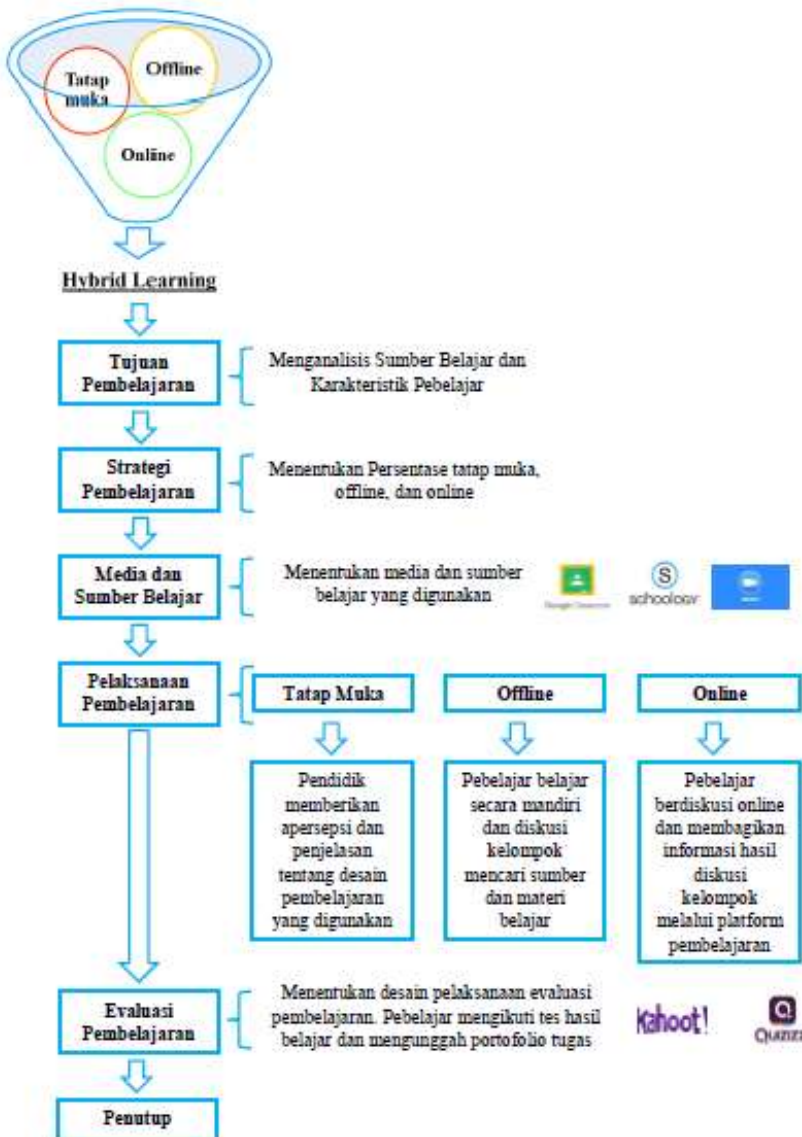 Offline
Tatap
muka
Online
Hybrid Learning
Tujuan
Pembelajaran
Menganalisis Sumber Belajar dan
Karakteristik Pebelajar
Strategi
Pembelajaran
Menentukan Persentase tatap muka,
offline, dan online
Media dan
Sumber Belajar
Menentukan media dan sumber
belajar yang digunakan
Google Classroom
schoology
Pelaksanaan
Pembelajaran
Tatap Muka
Offline
Online
Pendidik
memberikan
apersepsi dan
penjelasan
tentang desain
pembelajaran
yang digunakan
Pebelajar belajar
secara mandiri
dan diskusi
kelompok
mencari sumber
dan materi
belajar
Pebelajar
berdiskusi online
dan membagikan
informasi hasil
diskusi
kelompok
melalui platform
pembelajaran
Evaluasi
Pembelajaran
Menentukan desain pelaksanaan evaluasi
pembelajaran. Pebelajar mengikuti tes hasil
belajar dan mengunggah portofolio tugas
Kahoot!
Quizizz
Penutup